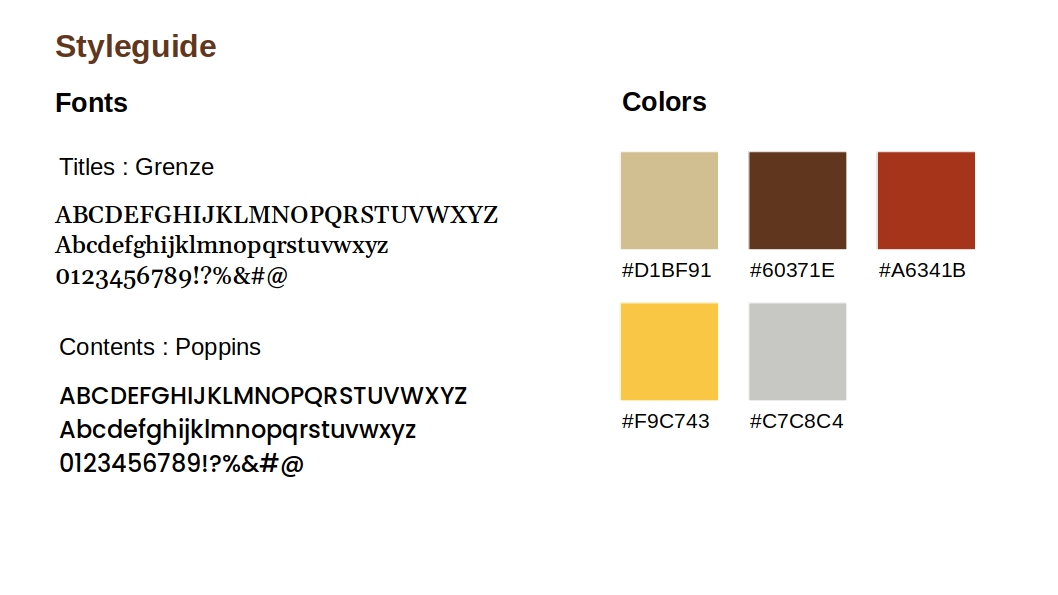 Styleguide
Fonts
Titles : Grenze
ABCDEFGHIJKLMNOPQRSTUVWXYZ
Abcdefghijklmnopqrstuvwxyz
0123456789!?%&#@
Contents : Poppins
ABCDEFGHIJKLMNOPQRSTUVWXYZ
Abcdefghijklmnopqrstuvwxyz
0123456789!?%&#@
Colors
#D1BF91 #60371E #A6341B
#F9C743 #C7C8C4